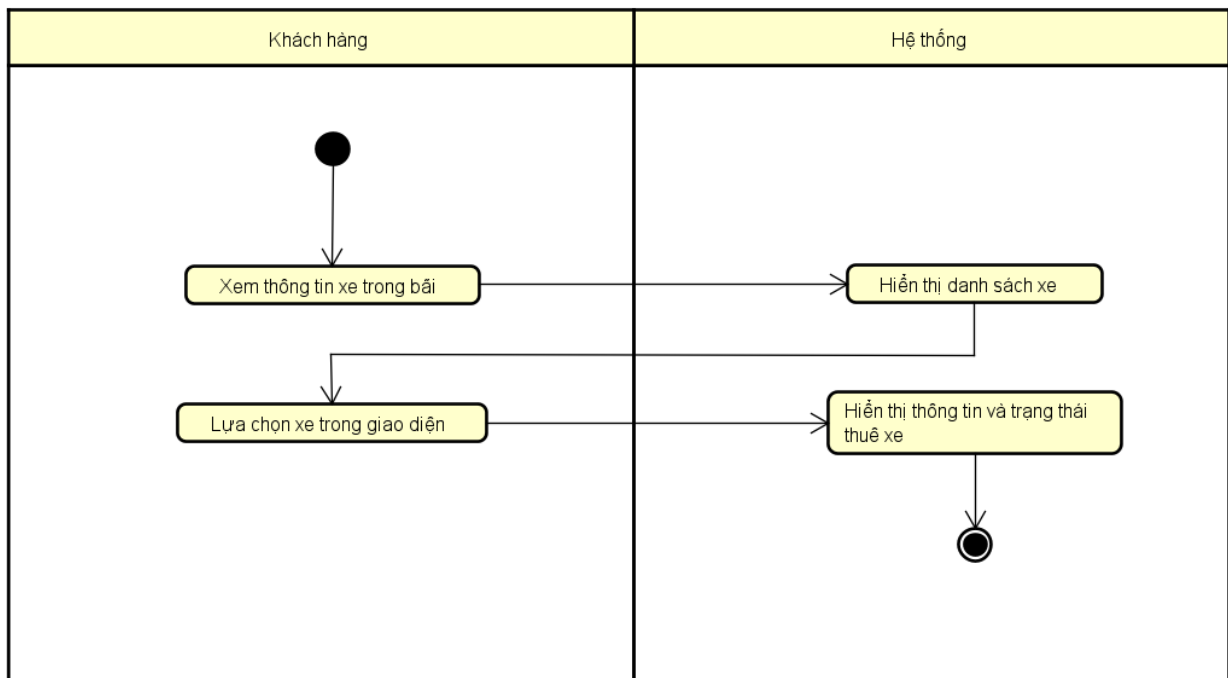 Khách hàng
Hệ thống
Xem thông tin xe trong bãi
Hiển thị danh sách xe
Lựa chọn xe trong giao diện
Hiển thị thông tin và trạng thái
thuê xe